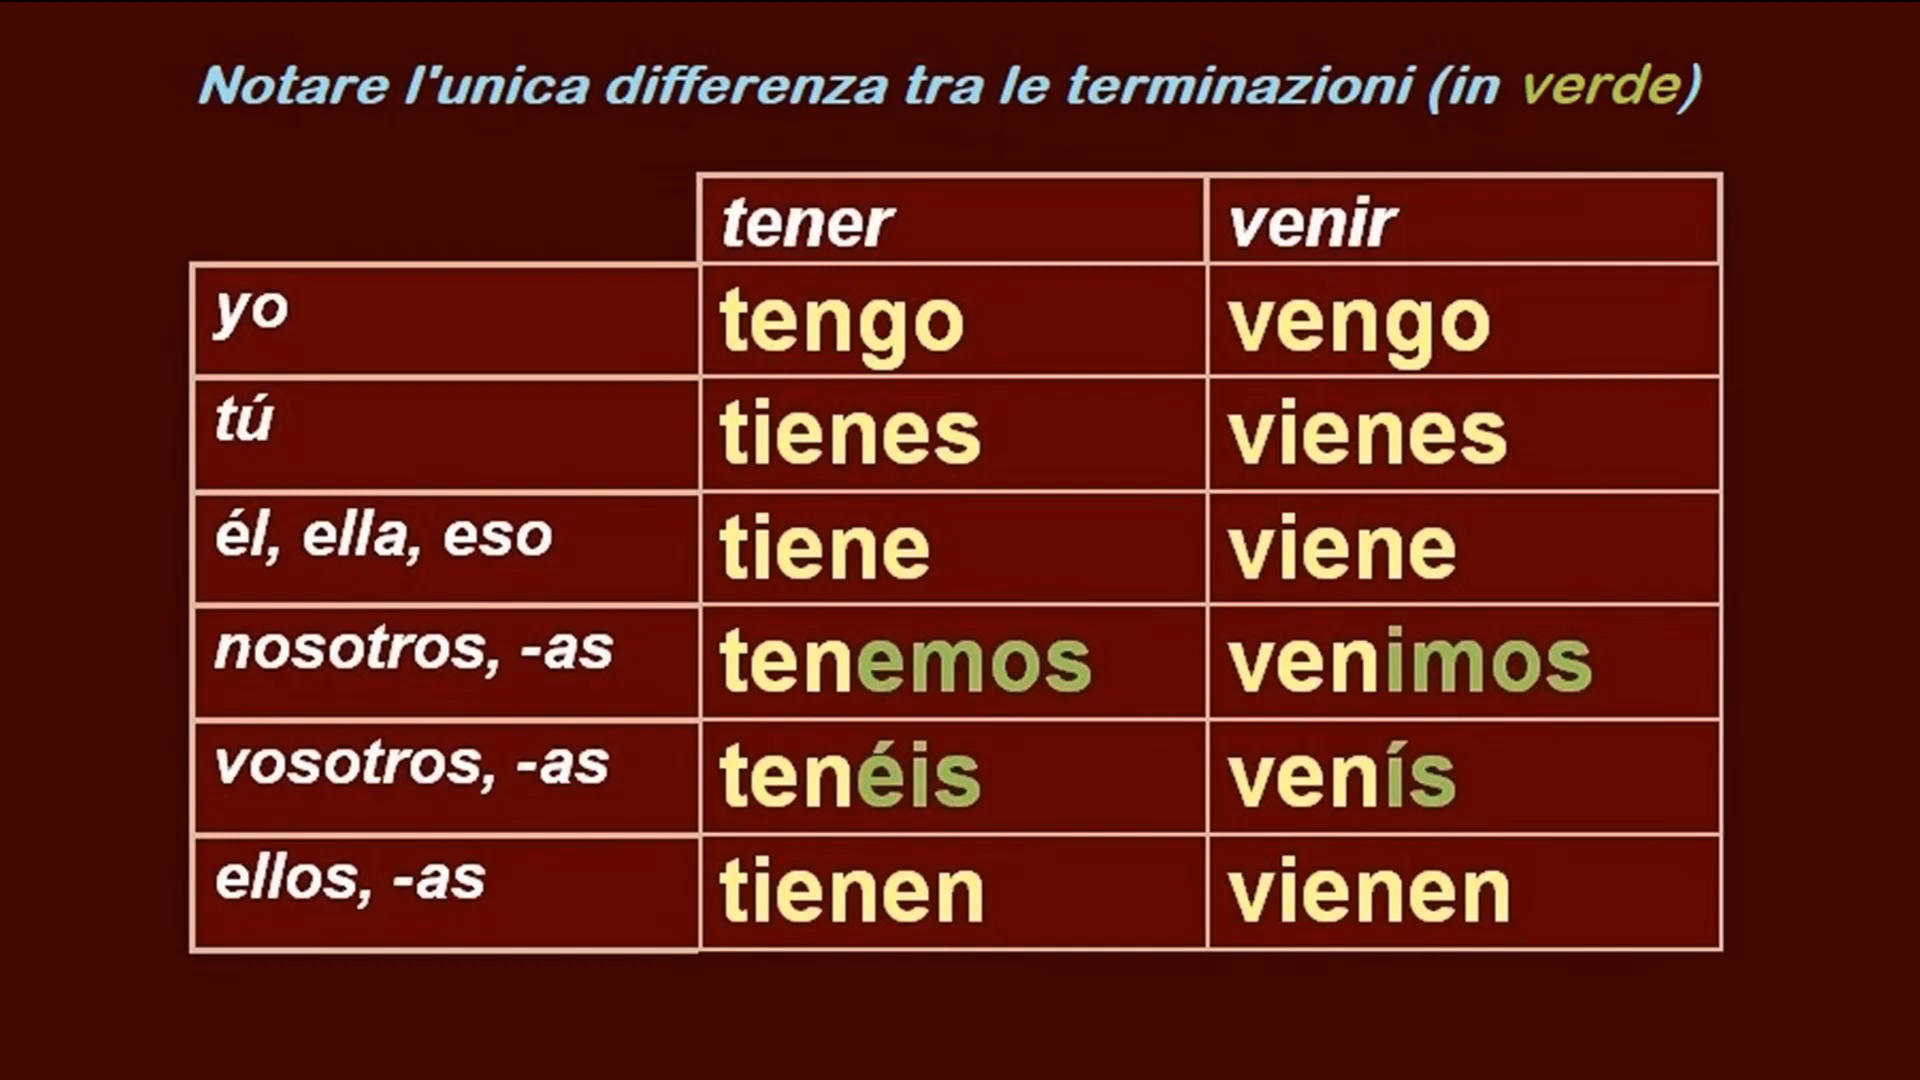 Notare l'unica differenza tra le terminazioni (in verde)
tener venir
yo tengo vengo
tú tienes vienes
él, ella, eso tiene viene
nosotros, -as tenemos venimos
vosotros, -as tenéis venís
ellos, -as tienen vienen